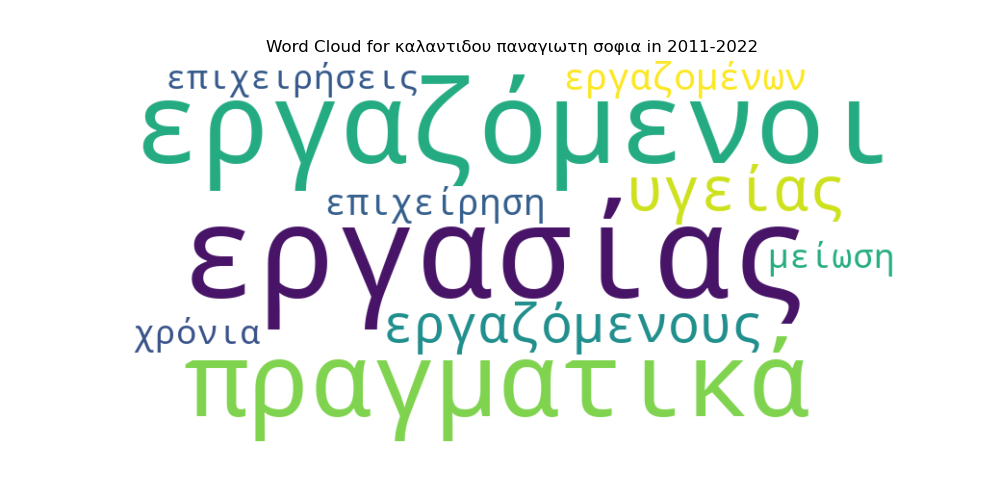 Word Cloud for καλαντιδου παναγιωτη σοφια in 2011-2022
επιχειρήσεις εργαζομένων
εργαζόμενοι
υγείας
επιχείρηση
εργασίας
μείωση
χρόνια εργαζόμενους
πραγματικά